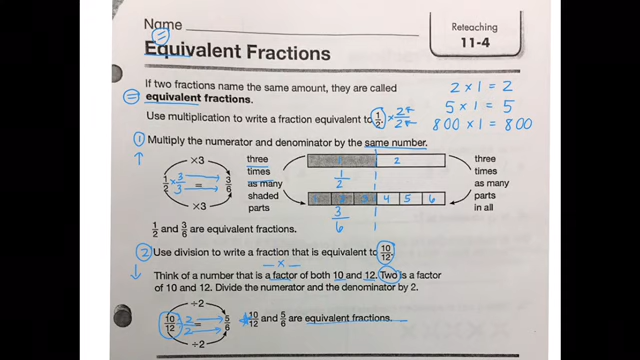 Name
Reteaching
11-4
=
Equivalent Fractions
If two fractions name the same amount, they are called
= equivalent fractions.
2 x 1 = 2
5 x 1 = 5
800 x 1 = 800
Use multiplication to write a fraction equivalent to 1/2. x 2/2
1 Multiply the numerator and denominator by the same number.
×3
1/2 x 3/3 = 3/6
×3
three
times
as many
shaded
parts
2
1/2
4 5 6
3/6
three
times
as many
parts
in all
1/2 and 3/6 are equivalent fractions.
2 Use division to write a fraction that is equivalent to 10/12.
x
Think of a number that is a factor of both 10 and 12. Two is a factor
of 10 and 12. Divide the numerator and the denominator by 2.
÷2
10/12 2/2 = 5/6
÷2
10/12 and 5/6 are equivalent fractions.